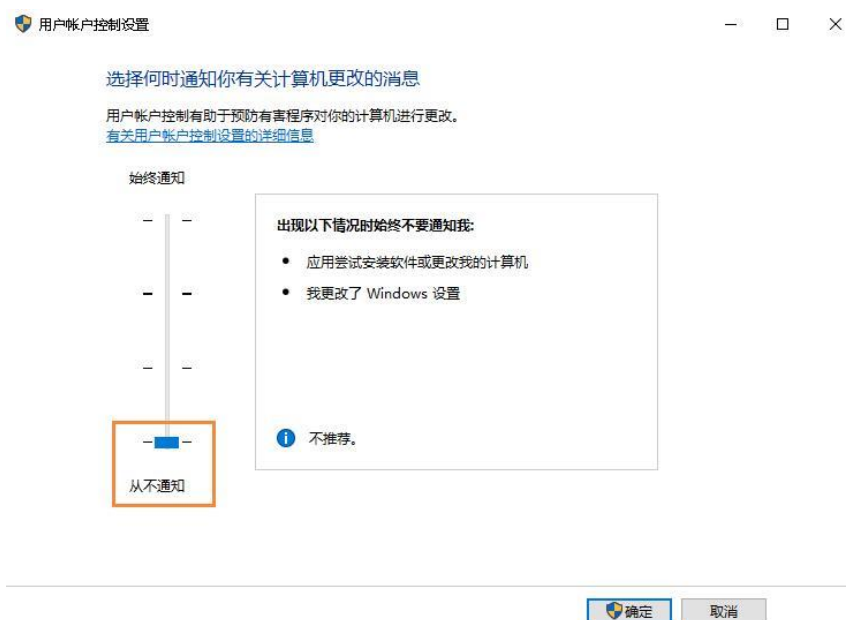 用户帐户控制设置
选择何时通知你有关计算机更改的消息
用户帐户控制有助于预防有害程序对你的计算机进行更改。
有关用户帐户控制设置的详细信息
始终通知
出现以下情况时始终不要通知我:
• 应用尝试安装软件或更改我的计算机
• 我更改了 Windows 设置
不推荐。
从不通知
确定 取消